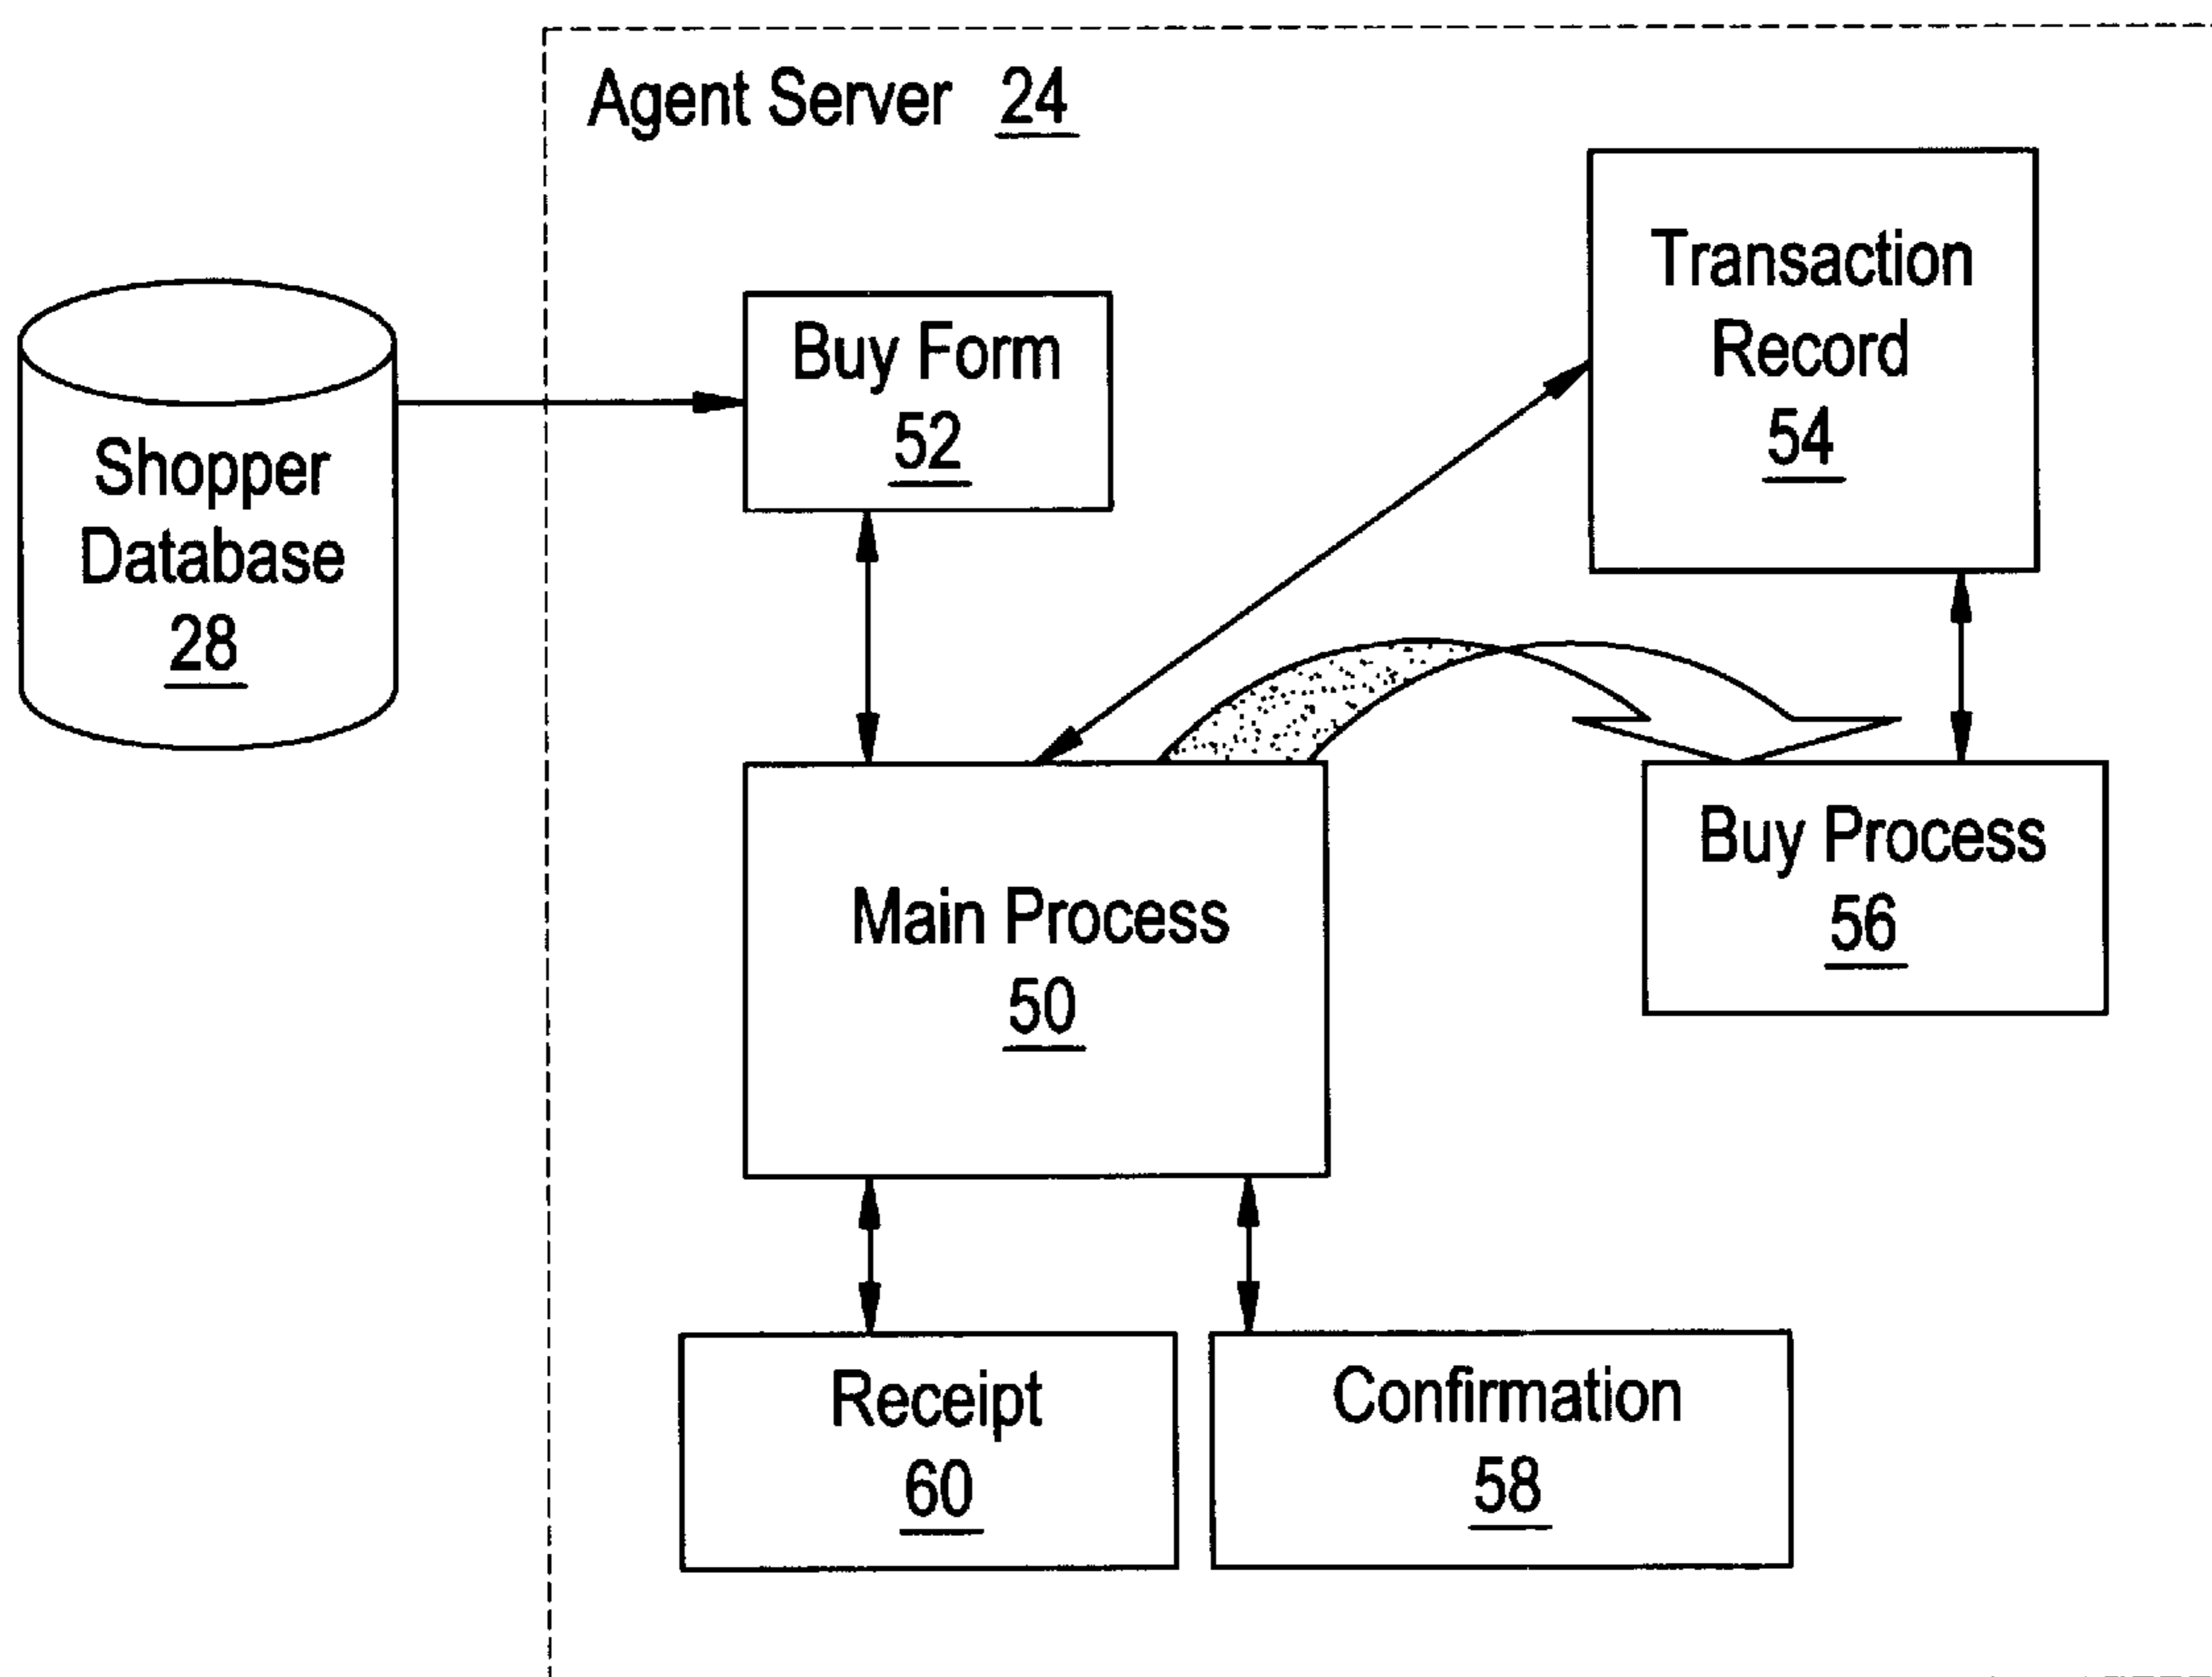 Agent Server 24
Transaction
Record
54
Buy Form
52
Shopper
Database
28
Main Process
50
Buy Process
56
Receipt
60
Confirmation
58